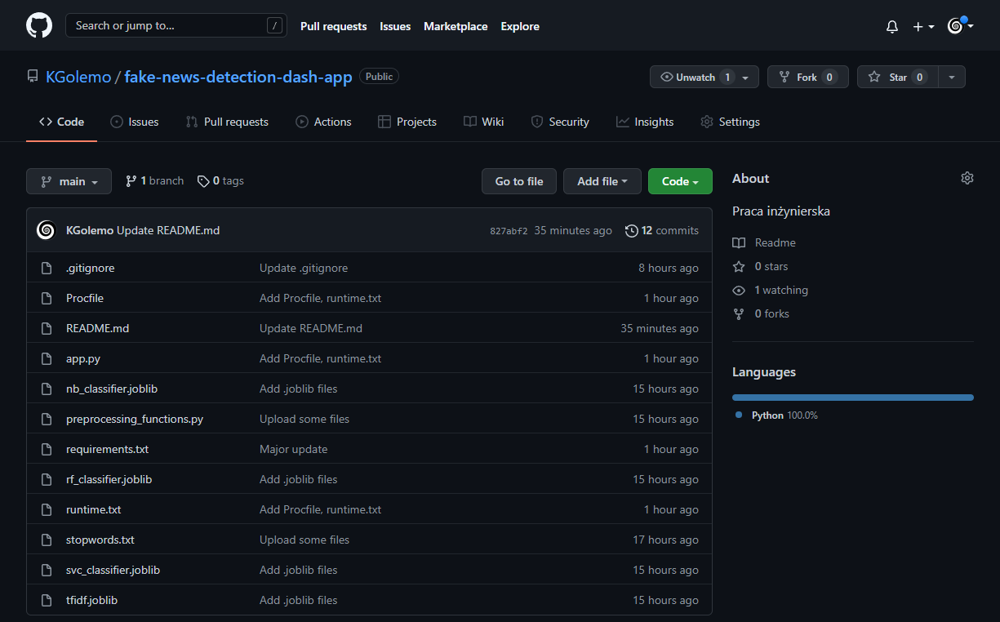 Search or jump to... / Pull requests Issues Marketplace Explore
KGolemo / fake-news-detection-dash-app Public Unwatch 1 Fork 0 Star 0
Code Issues Pull requests Actions Projects Wiki Security Insights Settings
main 1 branch 0 tags Go to file Add file Code
KGolemo Update README.md 827abf2 35 minutes ago 12 commits
.gitignore Update .gitignore 8 hours ago
Procfile Add Procfile, runtime.txt 1 hour ago
README.md Update README.md 35 minutes ago
app.py Add Procfile, runtime.txt 1 hour ago
nb_classifier.joblib Add .joblib files 15 hours ago
preprocessing_functions.py Upload some files 15 hours ago
requirements.txt Major update 1 hour ago
rf_classifier.joblib Add .joblib files 15 hours ago
runtime.txt Add Procfile, runtime.txt 1 hour ago
stopwords.txt Upload some files 17 hours ago
svc_classifier.joblib Add .joblib files 15 hours ago
tfidf.joblib Add .joblib files 15 hours ago
About
Praca inżynierska
Readme
0 stars
1 watching
0 forks
Languages
Python 100.0%